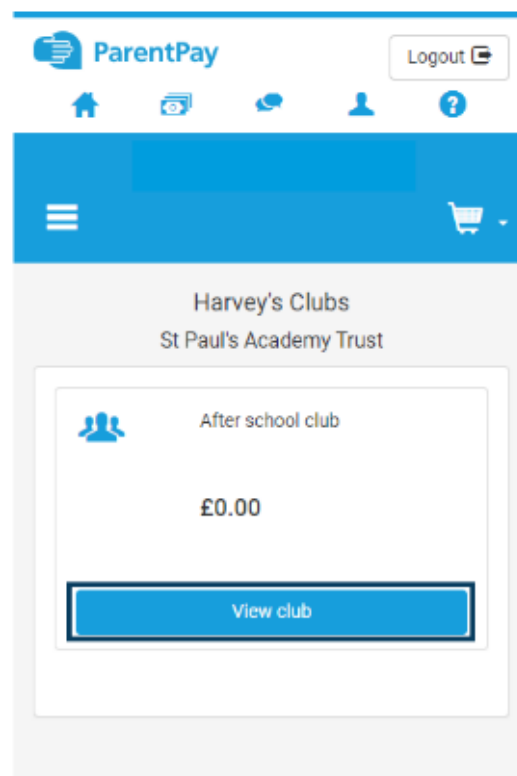 ParentPay
Logout
Harvey's Clubs
St Paul's Academy Trust
After school club
£0.00
View club